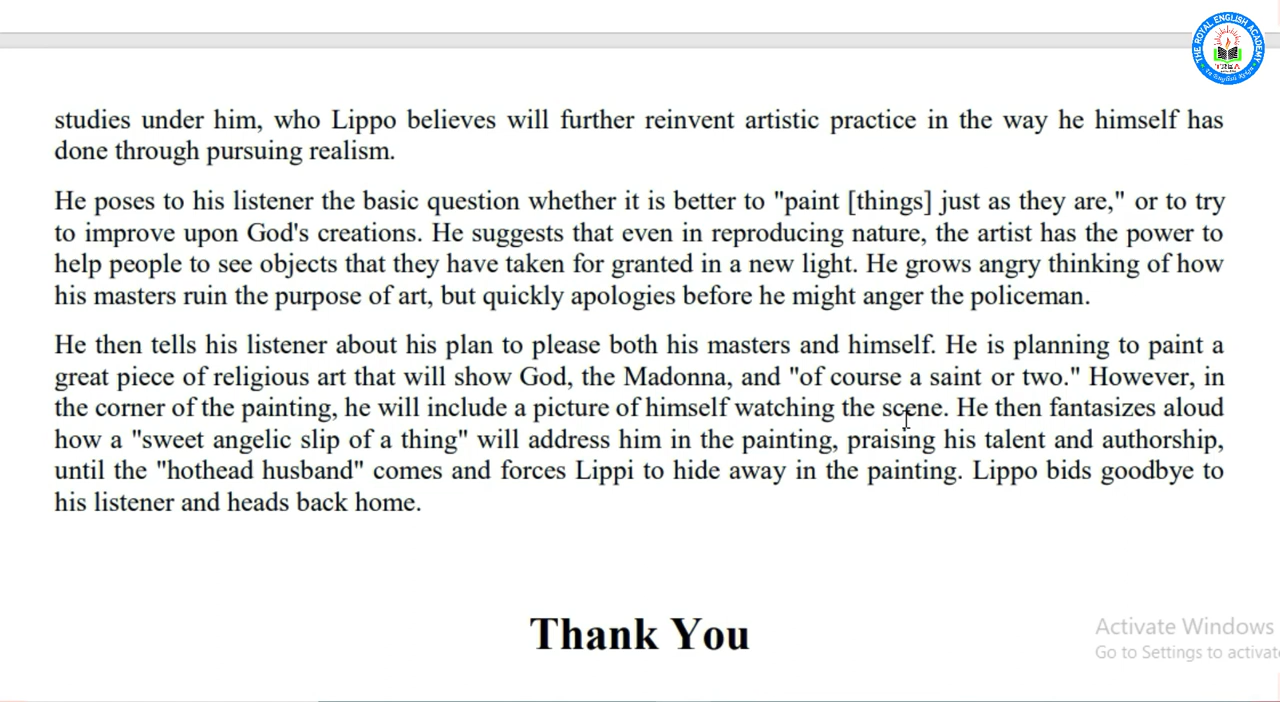 THE ROYAL ENGLISH ACADEMY
TREA
studies under him, who Lippo believes will further reinvent artistic practice in the way he himself has
done through pursuing realism.
He poses to his listener the basic question whether it is better to "paint [things] just as they are," or to try
to improve upon God's creations. He suggests that even in reproducing nature, the artist has the power to
help people to see objects that they have taken for granted in a new light. He grows angry thinking of how
his masters ruin the purpose of art, but quickly apologies before he might anger the policeman.
He then tells his listener about his plan to please both his masters and himself. He is planning to paint a
great piece of religious art that will show God, the Madonna, and "of course a saint or two." However, in
the corner of the painting, he will include a picture of himself watching the scene. He then fantasizes aloud
how a "sweet angelic slip of a thing" will address him in the painting, praising his talent and authorship,
until the "hothead husband" comes and forces Lippi to hide away in the painting. Lippo bids goodbye to
his listener and heads back home.
Thank You
Activate Windows
Go to Settings to activate